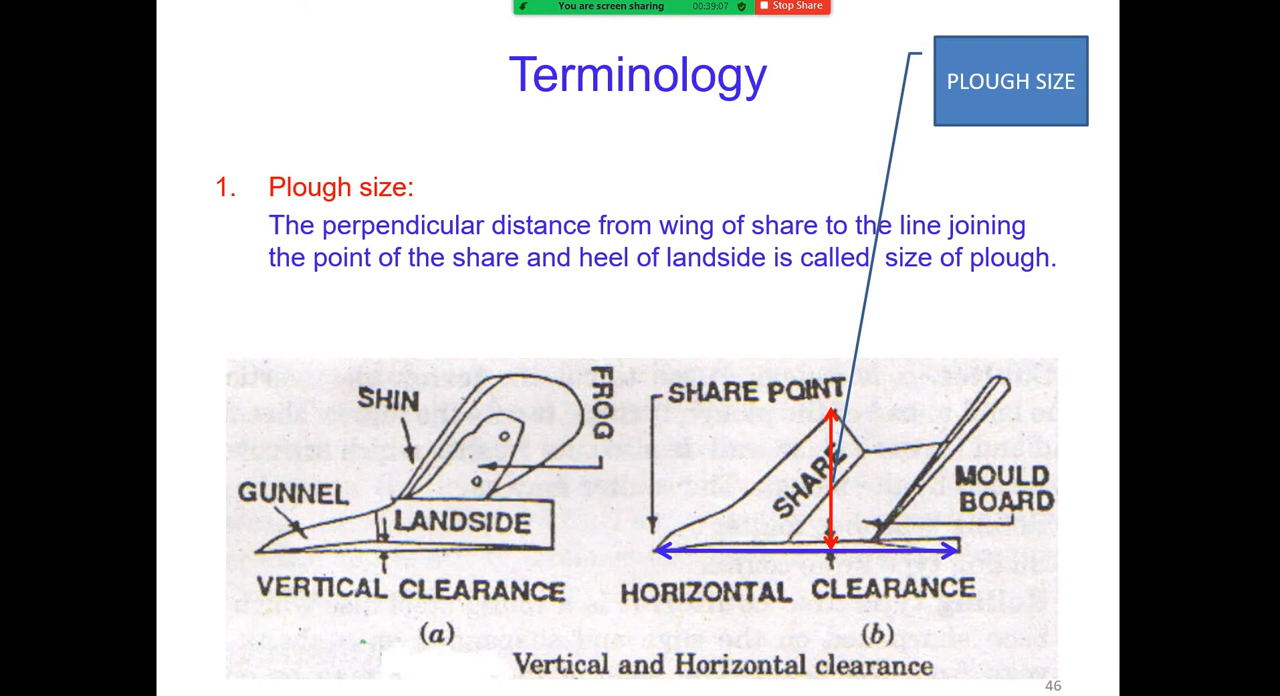 You are screen sharing 00:39:07 Stop Share
Terminology
PLOUGH SIZE
1. Plough size:
The perpendicular distance from wing of share to the line joining
the point of the share and heel of landside is called size of plough.
SHIN
FROG
GUNNEL
LANDSIDE
VERTICAL CLEARANCE
(a)
SHARE POINT
SHARE
MOULD
BOARD
HORIZONTAL CLEARANCE
(b)
Vertical and Horizontal clearance
46